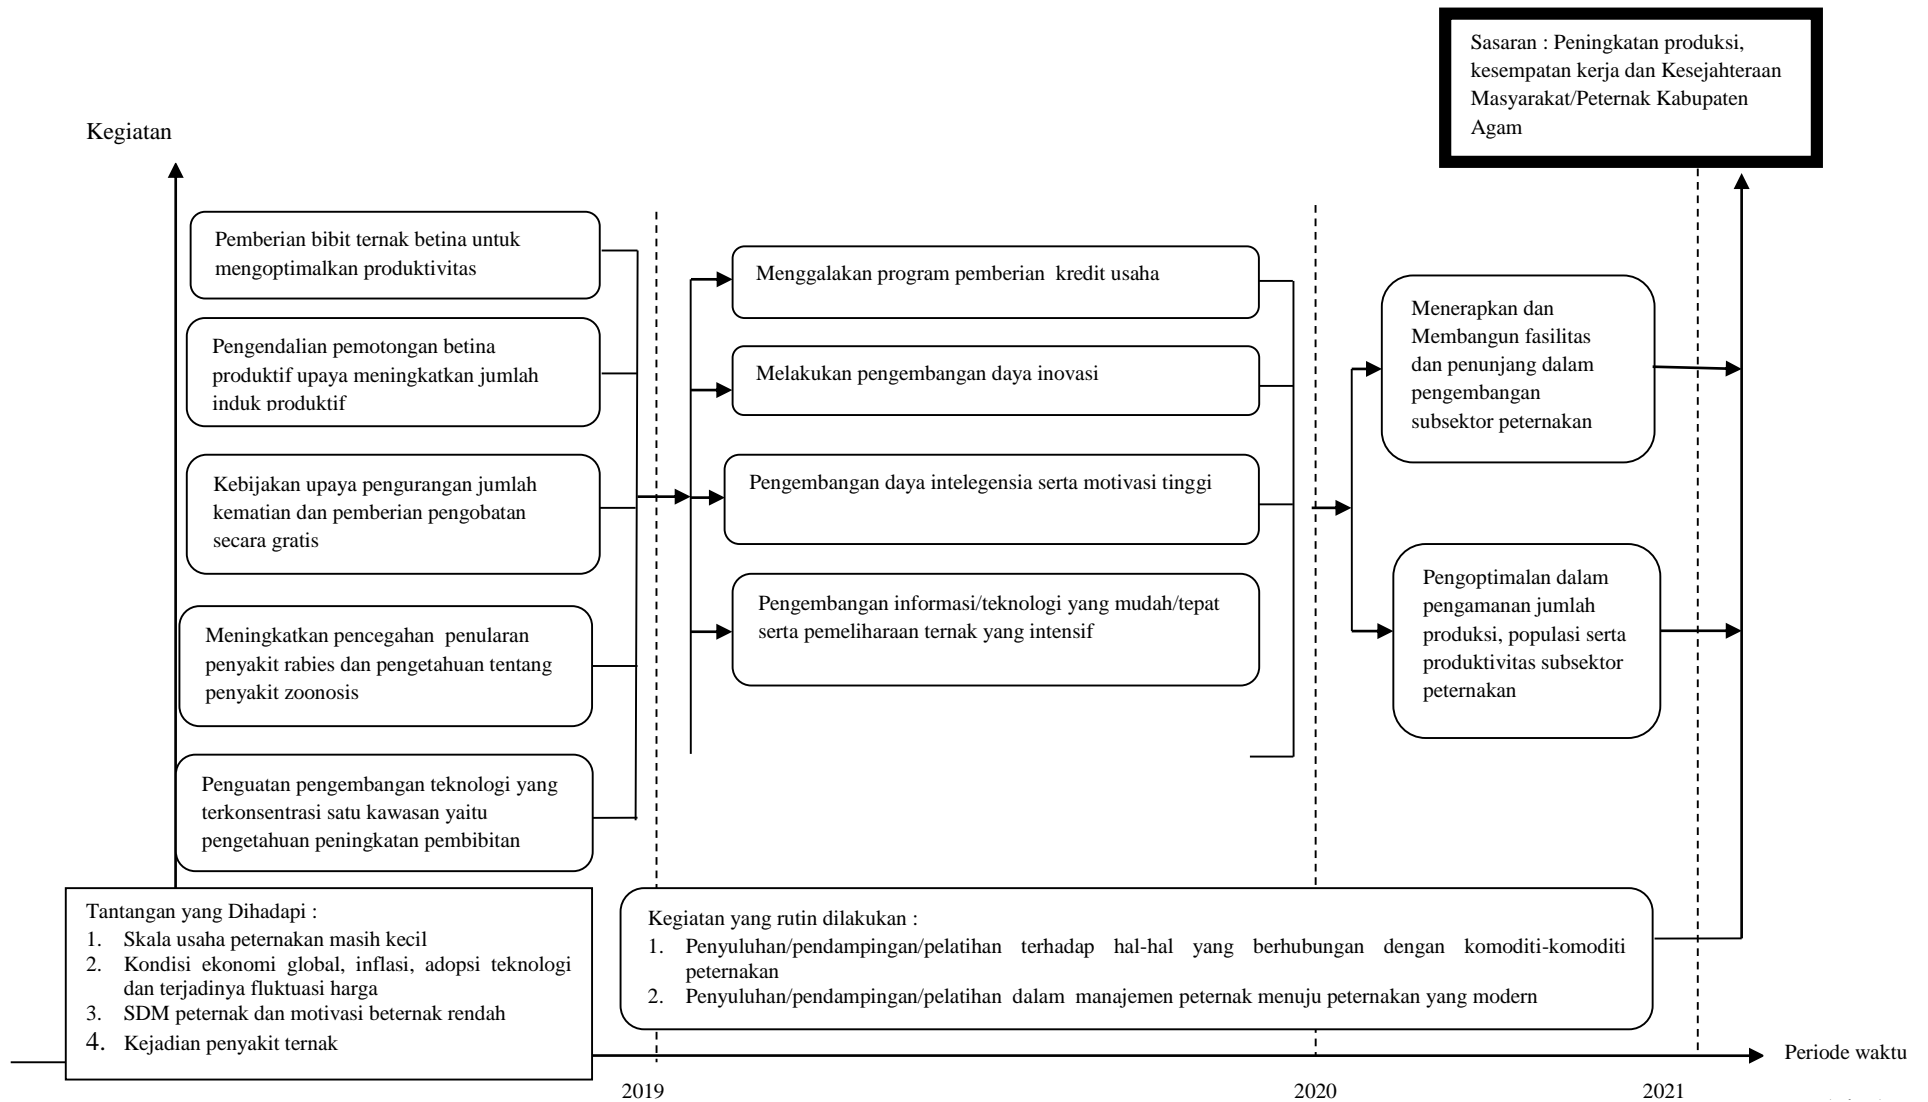 Sasaran : Peningkatan produksi,
kesempatan kerja dan Kesejahteraan
Masyarakat/Peternak Kabupaten
Agam
Kegiatan
Pemberian bibit ternak betina untuk
mengoptimalkan produktivitas
Pengendalian pemotongan betina
produktif upaya meningkatkan jumlah
induk produktif
Kebijakan upaya pengurangan jumlah
kematian dan pemberian pengobatan
secara gratis
Meningkatkan pencegahan penularan
penyakit rabies dan pengetahuan tentang
penyakit zoonosis
Penguatan pengembangan teknologi yang
terkonsentrasi satu kawasan yaitu
pengetahuan peningkatan pembibitan
Menggalakan program pemberian kredit usaha
Melakukan pengembangan daya inovasi
Pengembangan daya intelegensia serta motivasi tinggi
Pengembangan informasi/teknologi yang mudah/tepat
serta pemeliharaan ternak yang intensif
Menerapkan dan
Membangun fasilitas
dan penunjang dalam
pengembangan
subsektor peternakan
Pengoptimalan dalam
pengamanan jumlah
produksi, populasi serta
produktivitas subsektor
peternakan
Tantangan yang Dihadapi :
1. Skala usaha peternakan masih kecil
2. Kondisi ekonomi global, inflasi, adopsi teknologi
dan terjadinya fluktuasi harga
3. SDM peternak dan motivasi beternak rendah
4. Kejadian penyakit ternak
Kegiatan yang rutin dilakukan :
1. Penyuluhan/pendampingan/pelatihan terhadap hal-hal yang berhubungan dengan komoditi-komoditi
peternakan
2. Penyuluhan/pendampingan/pelatihan dalam manajemen peternak menuju peternakan yang modern
Periode waktu
2019
2020
2021